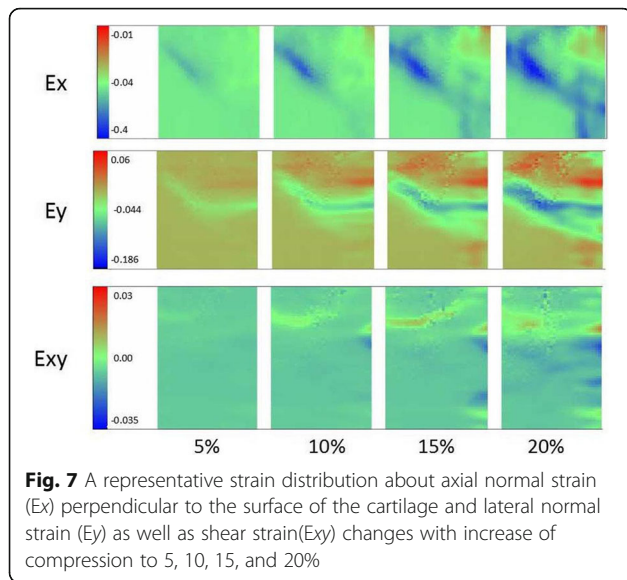 Ex
-0.01
-0.04
-0.4
Ey
0.06
-0.044
-0.186
Exy
0.03
0.00
-0.035
5% 10% 15% 20%
Fig. 7 A representative strain distribution about axial normal strain
(Ex) perpendicular to the surface of the cartilage and lateral normal
strain (Ey) as well as shear strain(Exy) changes with increase of
compression to 5, 10, 15, and 20%